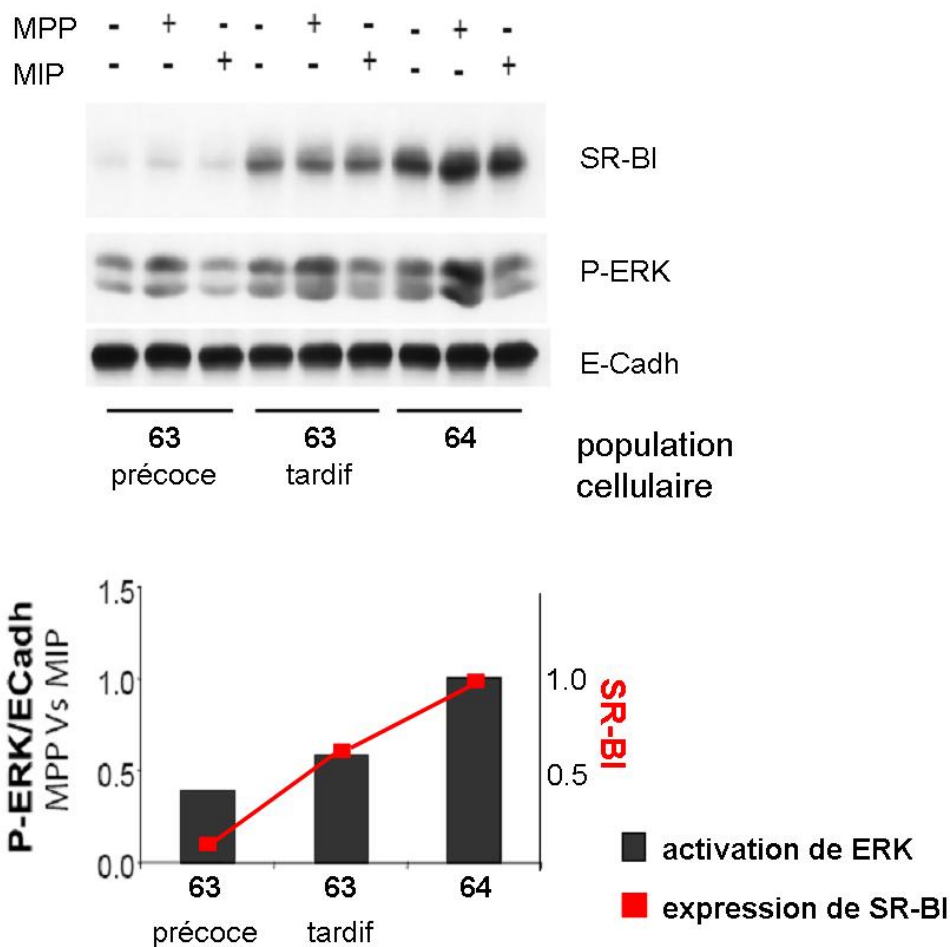 MPP - + - - + - - + -
MIP - - + - - + - - +
SR-BI
P-ERK
E-Cadh
63 63 64
précoce tardif
population
cellulaire
P-ERK/ECadh
MPP Vs MIP
1.5
1.0
0.5
0.0
1.0
0.5
SR-BI
63 63 64
précoce tardif
activation de ERK
expression de SR-BI